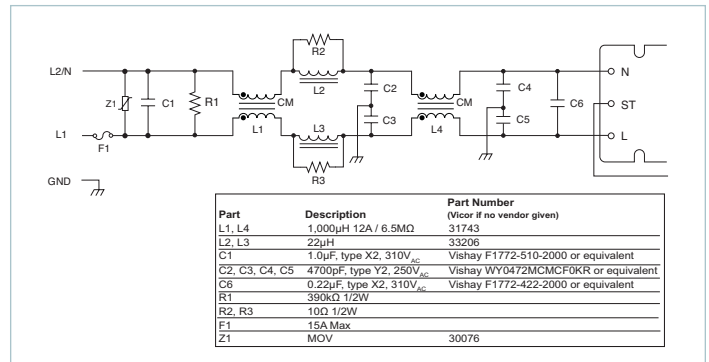 R2
L2/N
N
L2
C2
C4
Z1
C1
R1
CM
CM
C6
ST
C3
C5
L1
L1
L3
L4
L
F1
R3
GND
Part Description Part Number (Vicor if no vendor given)
L1, L4 1,000µH 12A / 6.5MΩ 31743
L2, L3 22µH 33206
C1 1.0µF, type X2, 310VAC Vishay F1772-510-2000 or equivalent
C2, C3, C4, C5 4700pF, type Y2, 250VAC Vishay WY0472MCMCF0KR or equivalent
C6 0.22µF, type X2, 310VAC Vishay F1772-422-2000 or equivalent
R1 390kΩ 1/2W
R2, R3 10Ω 1/2W
F1 15A Max
Z1 MOV 30076